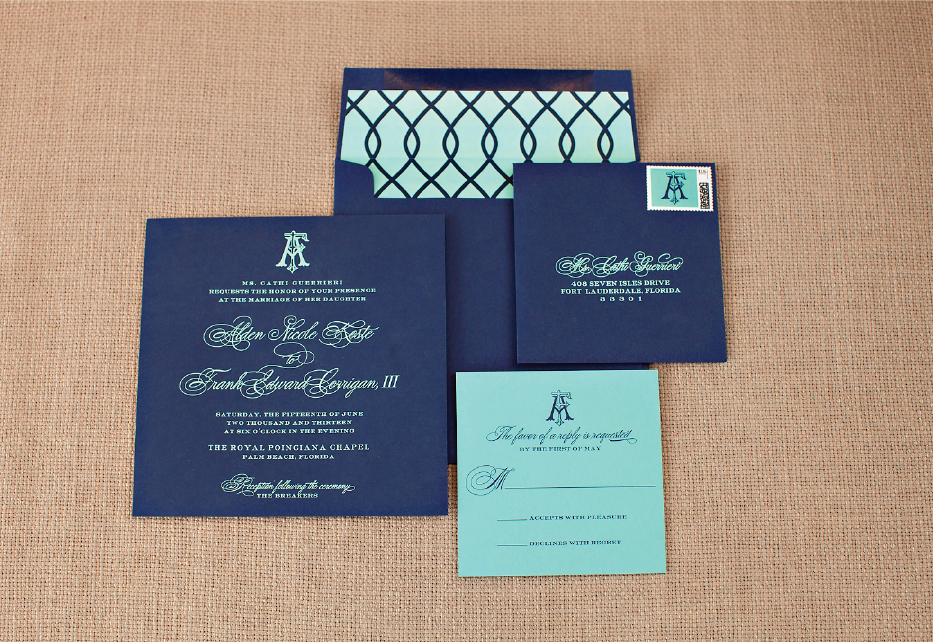 MS. CATHI GUERRIERI
REQUESTS THE HONOR OF YOUR PRESENCE
AT THE MARRIAGE OF HER DAUGHTER
Alden Nicole Koste
to
Frank Edward Corrigan, III
SATURDAY, THE FIFTEENTH OF JUNE
TWO THOUSAND AND THIRTEEN
AT SIX O'CLOCK IN THE EVENING
THE ROYAL POINCIANA CHAPEL
PALM BEACH, FLORIDA
Reception following the ceremony
THE BREAKERS
Ms. Cathi Guerrieri
408 SEVEN ISLES DRIVE
FORT LAUDERDALE, FLORIDA
33301
The favor of a reply is requested
BY THE FIRST OF MAY
M
ACCEPTS WITH PLEASURE
DECLINES WITH REGRET